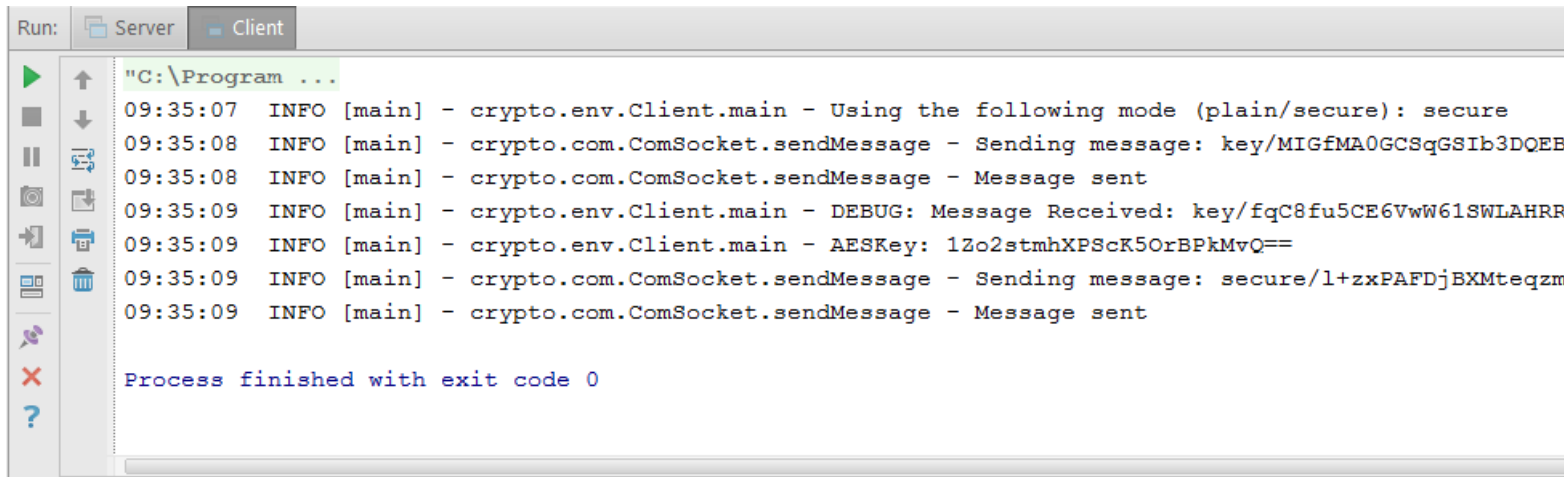 Run: Server Client
"C:\Program ...
09:35:07 INFO [main] - crypto.env.Client.main - Using the following mode (plain/secure): secure
09:35:08 INFO [main] - crypto.com.ComSocket.sendMessage - Sending message: key/MIGfMA0GCSqGSIb3DQEB
09:35:08 INFO [main] - crypto.com.ComSocket.sendMessage - Message sent
09:35:09 INFO [main] - crypto.env.Client.main - DEBUG: Message Received: key/fqC8fu5CE6VwW61SWLAHRR
09:35:09 INFO [main] - crypto.env.Client.main - AESKey: 1Zo2stmhXPScK5OrBPkMvQ==
09:35:09 INFO [main] - crypto.com.ComSocket.sendMessage - Sending message: secure/l+zxPAFDjBXMteqzm
09:35:09 INFO [main] - crypto.com.ComSocket.sendMessage - Message sent
Process finished with exit code 0